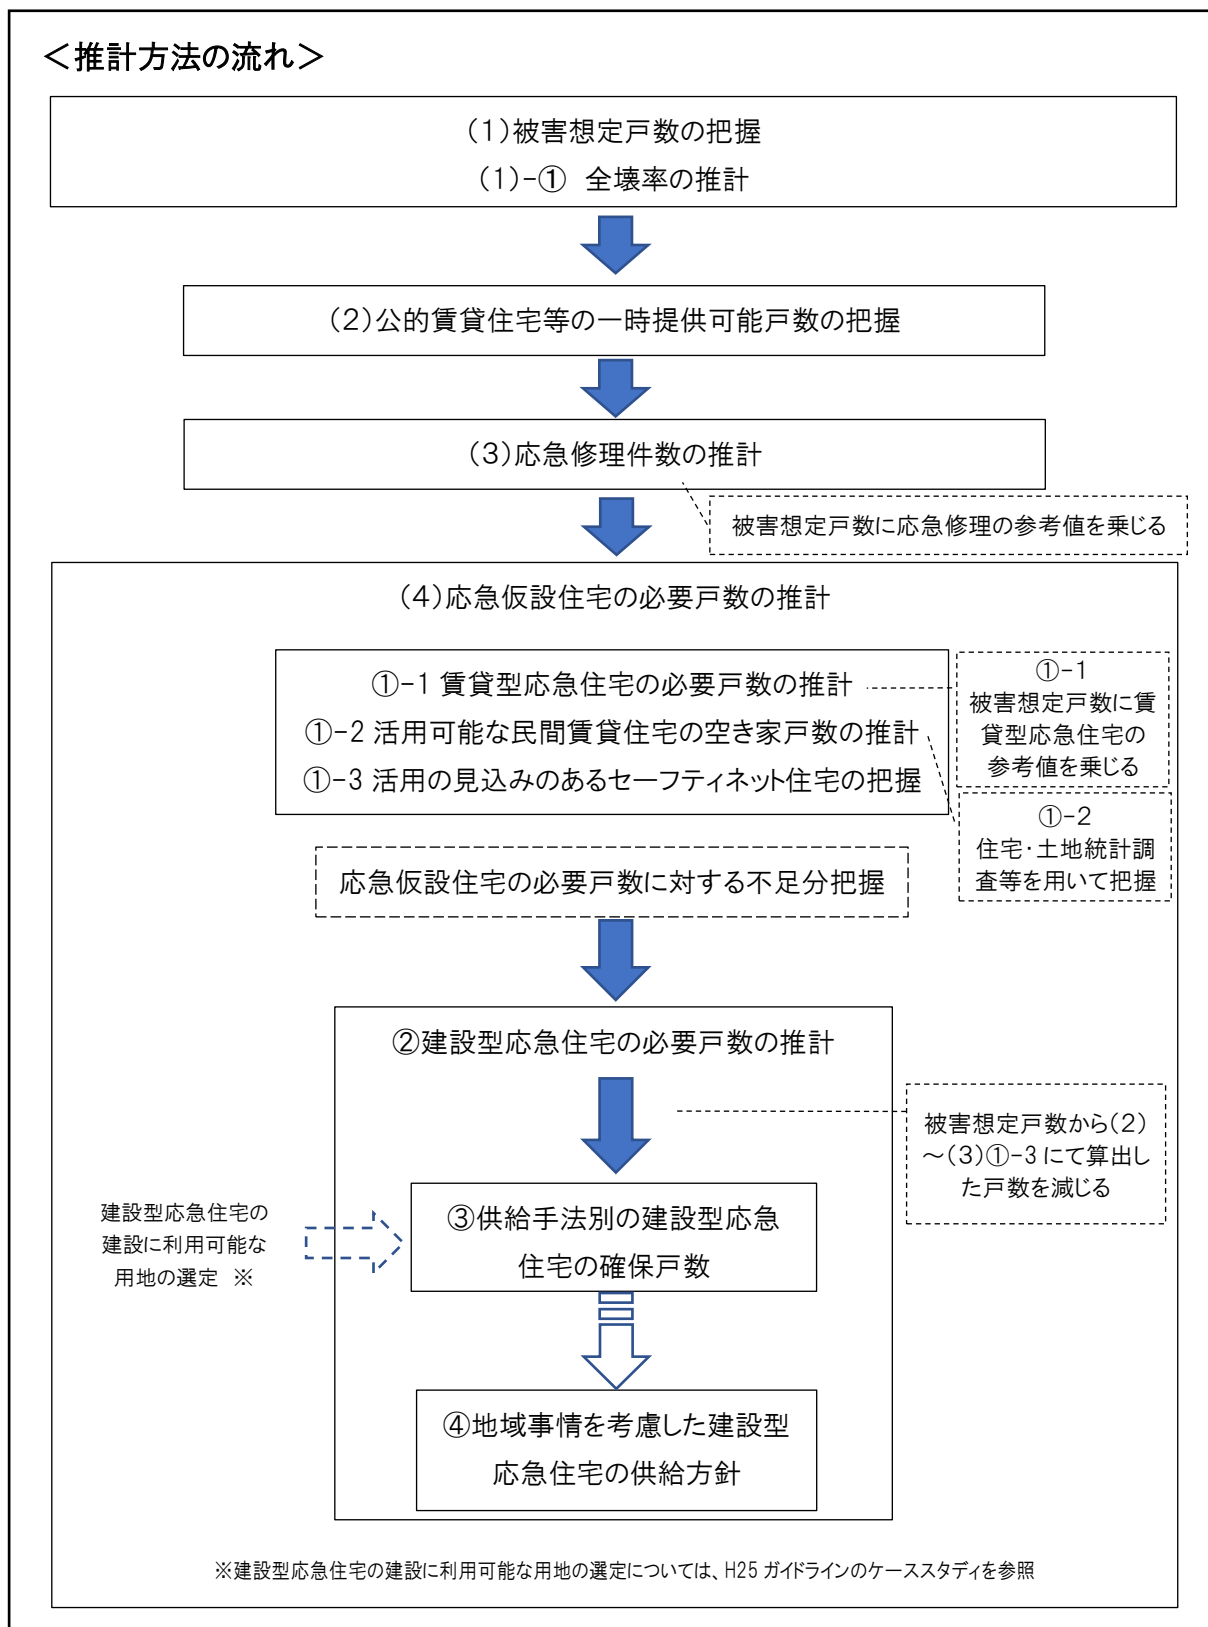 ＜推計方法の流れ＞
(1)被害想定戸数の把握
(1)-① 全壊率の推計
(2)公的賃貸住宅等の一時提供可能戸数の把握
(3)応急修理件数の推計
被害想定戸数に応急修理の参考値を乗じる
(4)応急仮設住宅の必要戸数の推計
①-1 賃貸型応急住宅の必要戸数の推計
①-2 活用可能な民間賃貸住宅の空き家戸数の推計
①-3 活用の見込みのあるセーフティネット住宅の把握
①-1
被害想定戸数に賃
貸型応急住宅の
参考値を乗じる
①-2
住宅・土地統計調
査等を用いて把握
応急仮設住宅の必要戸数に対する不足分把握
②建設型応急住宅の必要戸数の推計
被害想定戸数から(2)
～(3)①-3 にて算出し
た戸数を減じる
建設型応急住宅の
建設に利用可能な
用地の選定 ※
③供給手法別の建設型応急
住宅の確保戸数
④地域事情を考慮した建設型
応急住宅の供給方針
※建設型応急住宅の建設に利用可能な用地の選定については、H25 ガイドラインのケーススタディを参照